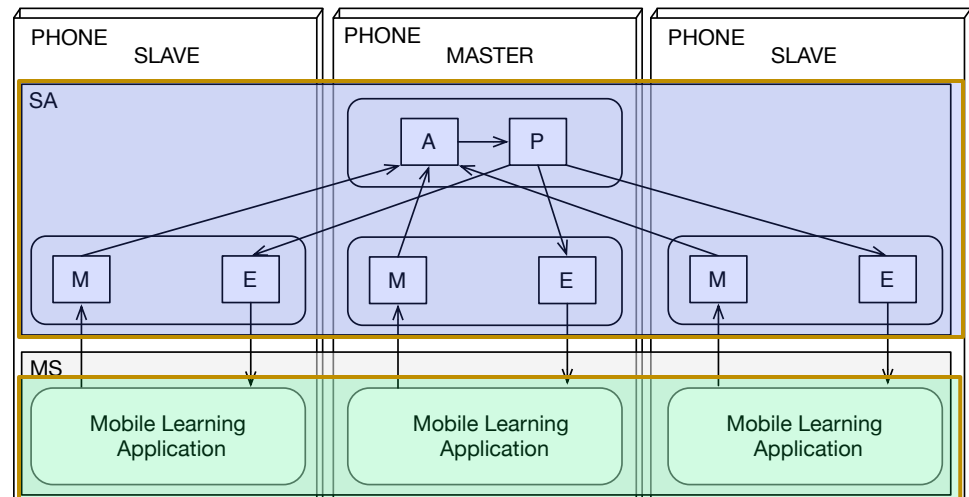 PHONE
SLAVE
PHONE
MASTER
PHONE
SLAVE
SA
A
P
M
E
M
E
M
E
MS
Mobile Learning
Application
Mobile Learning
Application
Mobile Learning
Application